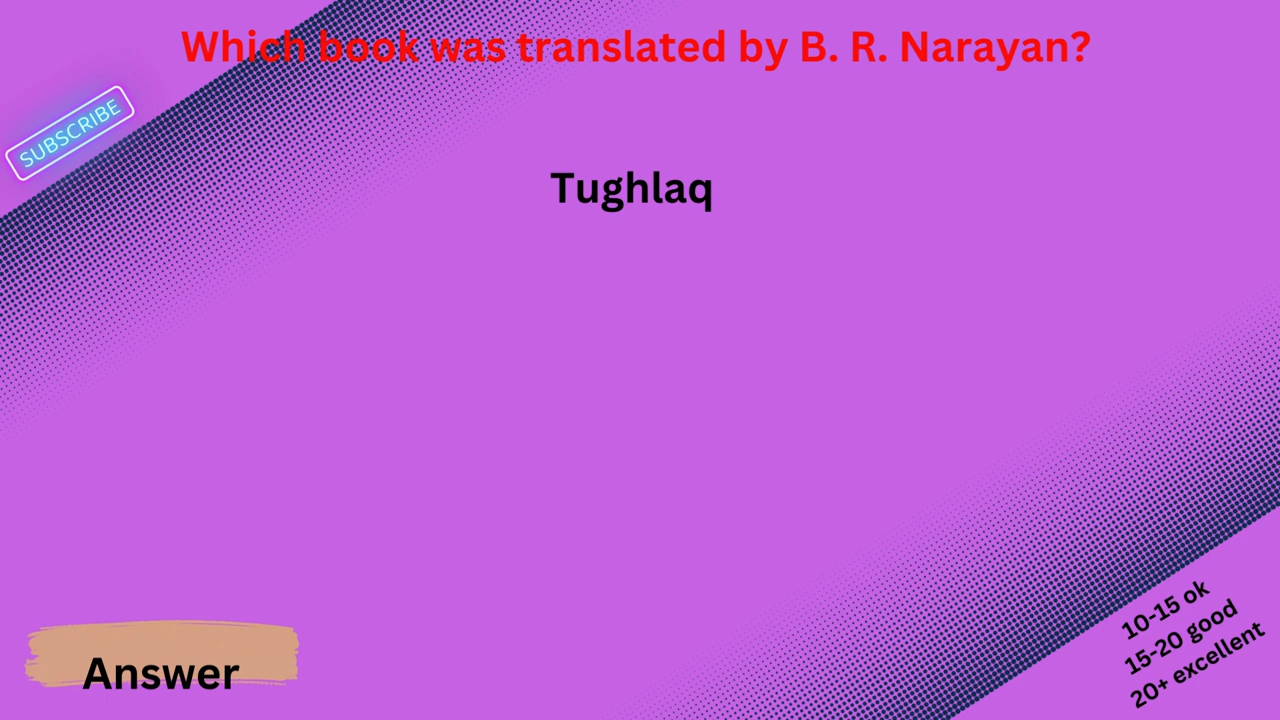 Which book was translated by B. R. Narayan?
SUBSCRIBE
Tughlaq
Answer
10-15 ok
15-20 good
20+ excellent